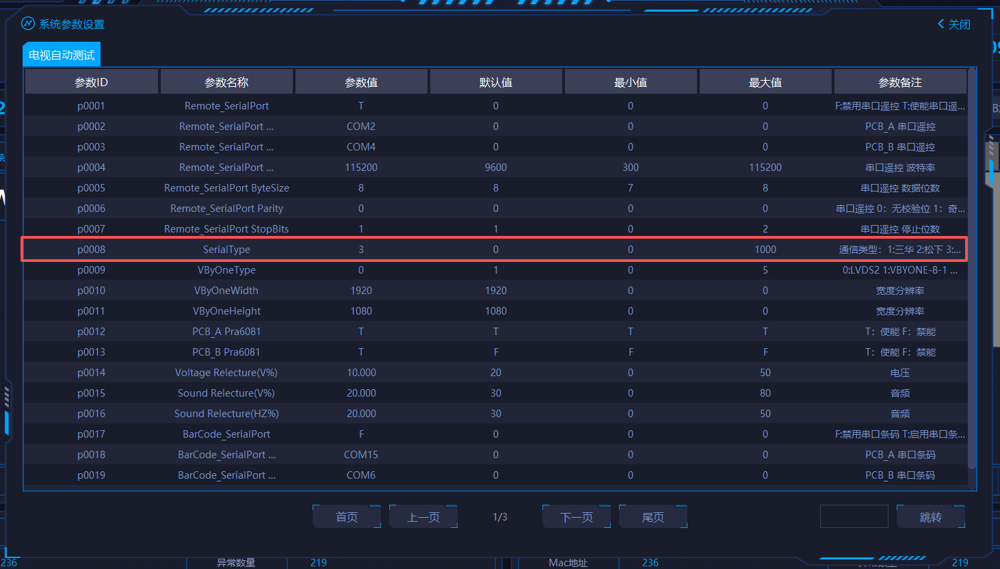 系统参数设置
关闭
电视自动测试
参数ID 参数名称 参数值 默认值 最小值 最大值 参数备注
p0001 Remote_SerialPort T 0 0 0 F:禁用串口遥控 T:使能串口遥...
p0002 Remote_SerialPort ... COM2 0 0 0 PCB_A 串口遥控
p0003 Remote_SerialPort ... COM4 0 0 0 PCB_B 串口遥控
p0004 Remote_SerialPort ... 115200 9600 300 115200 串口遥控 波特率
p0005 Remote_SerialPort ByteSize 8 8 7 8 串口遥控 数据位数
p0006 Remote_SerialPort Parity 0 0 0 0 串口遥控 0：无校验位 1：奇...
p0007 Remote_SerialPort StopBits 1 1 0 2 串口遥控 停止位数
p0008 SerialType 3 0 0 1000 通信类型：1:三华 2:松下 3:...
p0009 VByOneType 0 1 0 5 0:LVDS2 1:VBYONE-8-1 ...
p0010 VByOneWidth 1920 1920 0 0 宽度分辨率
p0011 VByOneHeight 1080 1080 0 0 宽度分辨率
p0012 PCB_A Pra6081 T T T T T：使能 F：禁能
p0013 PCB_B Pra6081 T F F F T：使能 F：禁能
p0014 Voltage Relecture(V%) 10.000 20 0 50 电压
p0015 Sound Relecture(V%) 20.000 30 0 80 音频
p0016 Sound Relecture(HZ%) 20.000 30 0 50 音频
p0017 BarCode_SerialPort F 0 0 0 F:禁用串口条码 T:启用串口条...
p0018 BarCode_SerialPort ... COM15 0 0 0 PCB_A 串口条码
p0019 BarCode_SerialPort ... COM6 0 0 0 PCB_B 串口条码
首页 上一页 1/3 下一页 尾页 跳转
236 异常数量 219 Mac地址 236 219